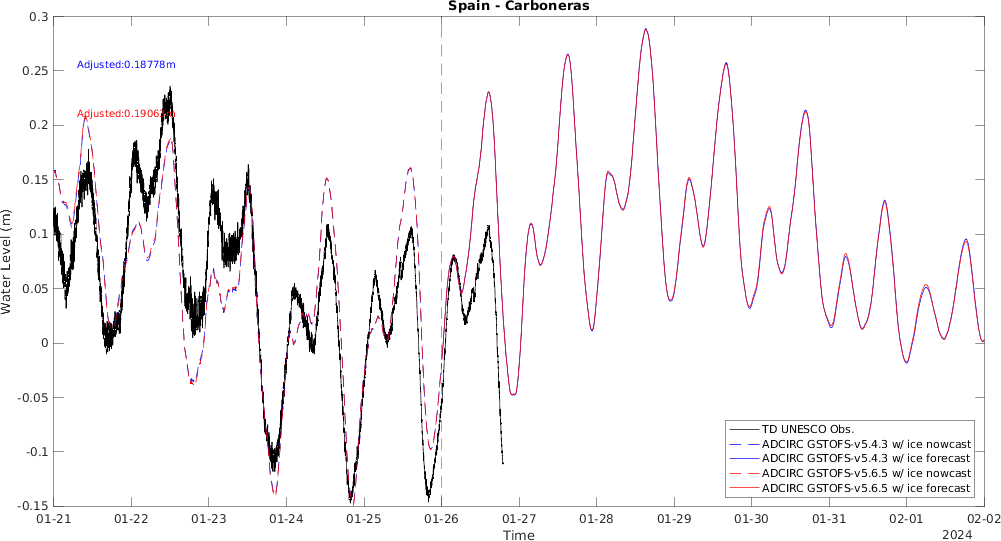 Spain - Carboneras
Water Level (m)
0.3
0.25
0.2
0.15
0.1
0.05
0
-0.05
-0.1
-0.15
Adjusted:0.18778m
TD UNESCO Obs.
ADCIRC GSTOFS-v5.4.3 w/ ice nowcast
ADCIRC GSTOFS-v5.4.3 w/ ice forecast
ADCIRC GSTOFS-v5.6.5 w/ ice nowcast
ADCIRC GSTOFS-v5.6.5 w/ ice forecast
01-21 01-22 01-23 01-24 01-25 01-26 01-27 01-28 01-29 01-30 01-31 02-01 02-02
Time
2024